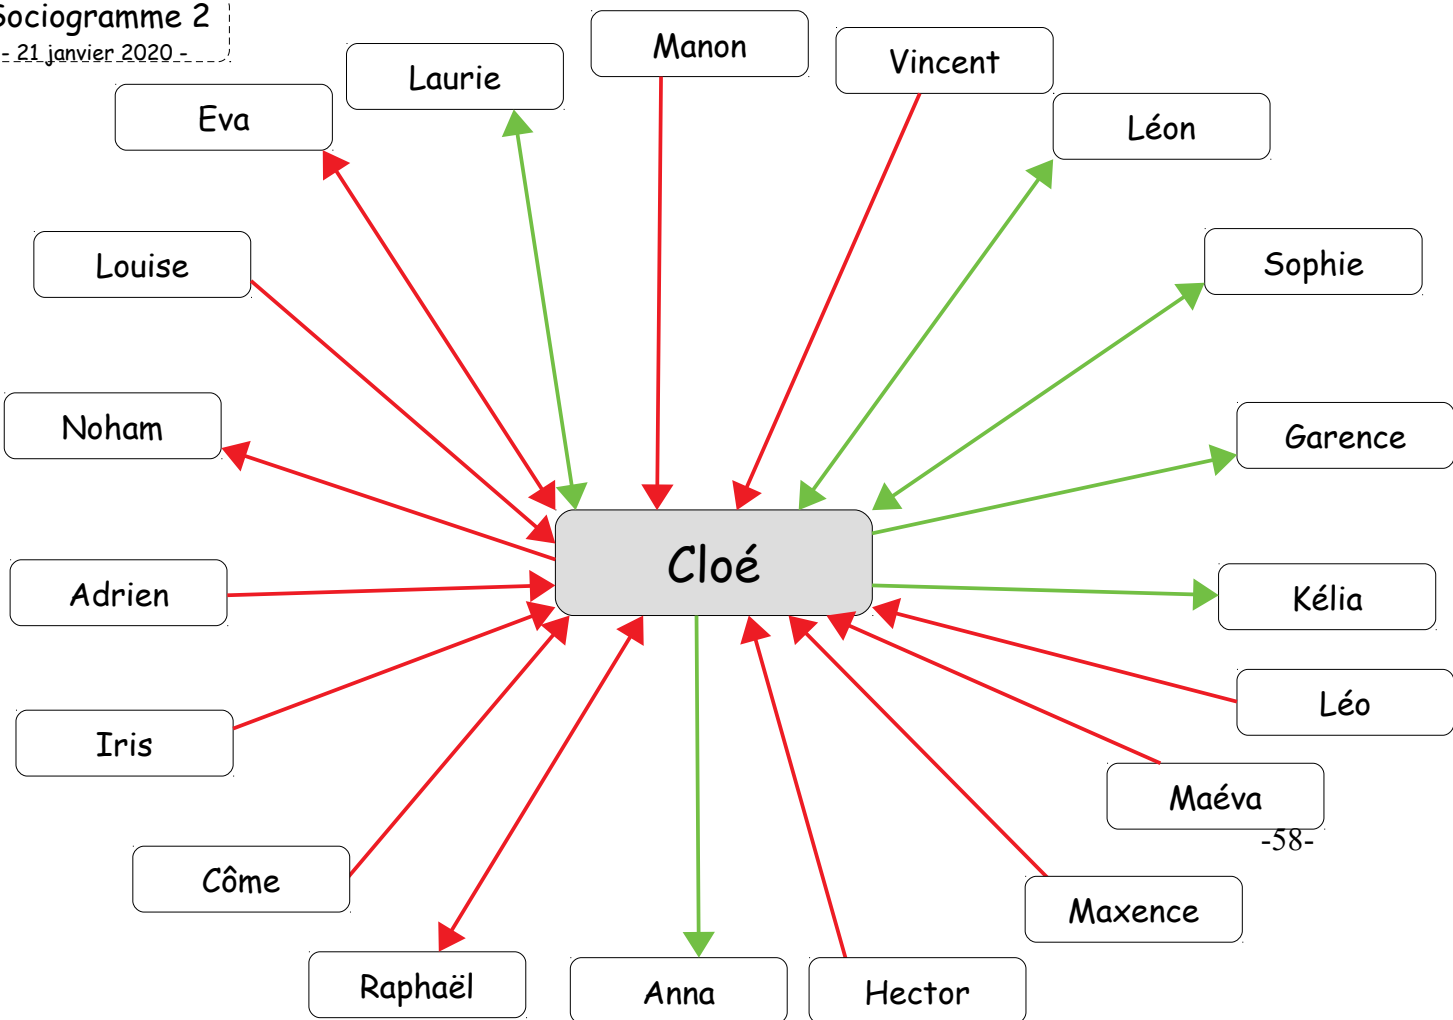 Sociogramme 2
- 21 janvier 2020 -
Manon
Vincent
Laurie
Eva
Léon
Louise
Sophie
Noham
Garence
Cloé
Adrien
Kélia
Iris
Léo
Maéva
-58-
Côme
Maxence
Raphaël
Anna
Hector